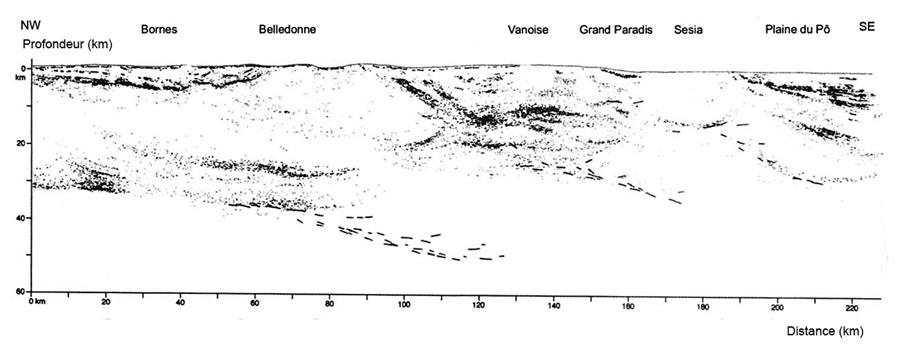 NW Bornes Belledonne Vanoise Grand Paradis Sesia Plaine du Pô SE
Profondeur (km)
0
km
20
40
60
0 km 20 40 60 80 100 120 140 160 180 200 220
Distance (km)